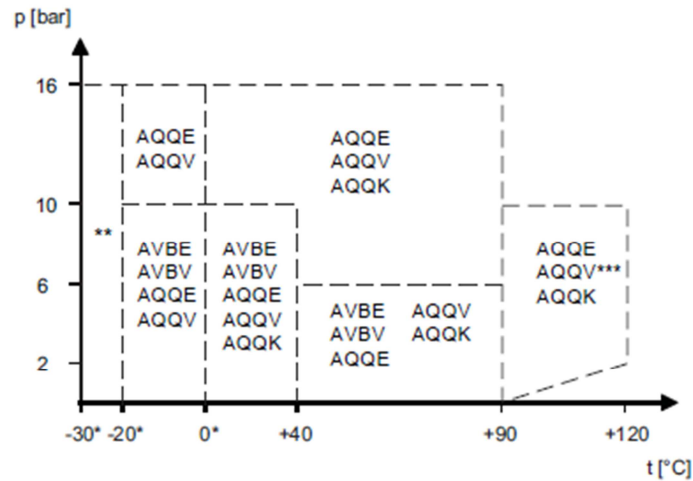 p [bar]
16
AQQE
AQQV
AQQE
AQQV
AQQK
10
**
AVBE
AVBV
AQQE
AQQV
AVBE
AVBV
AQQE
AQQV
AQQK
AQQE
AQQV***
AQQK
6
AVBE AQQV
AVBV AQQK
AQQE
2
-30* -20* 0* +40 +90 +120
t [°C]